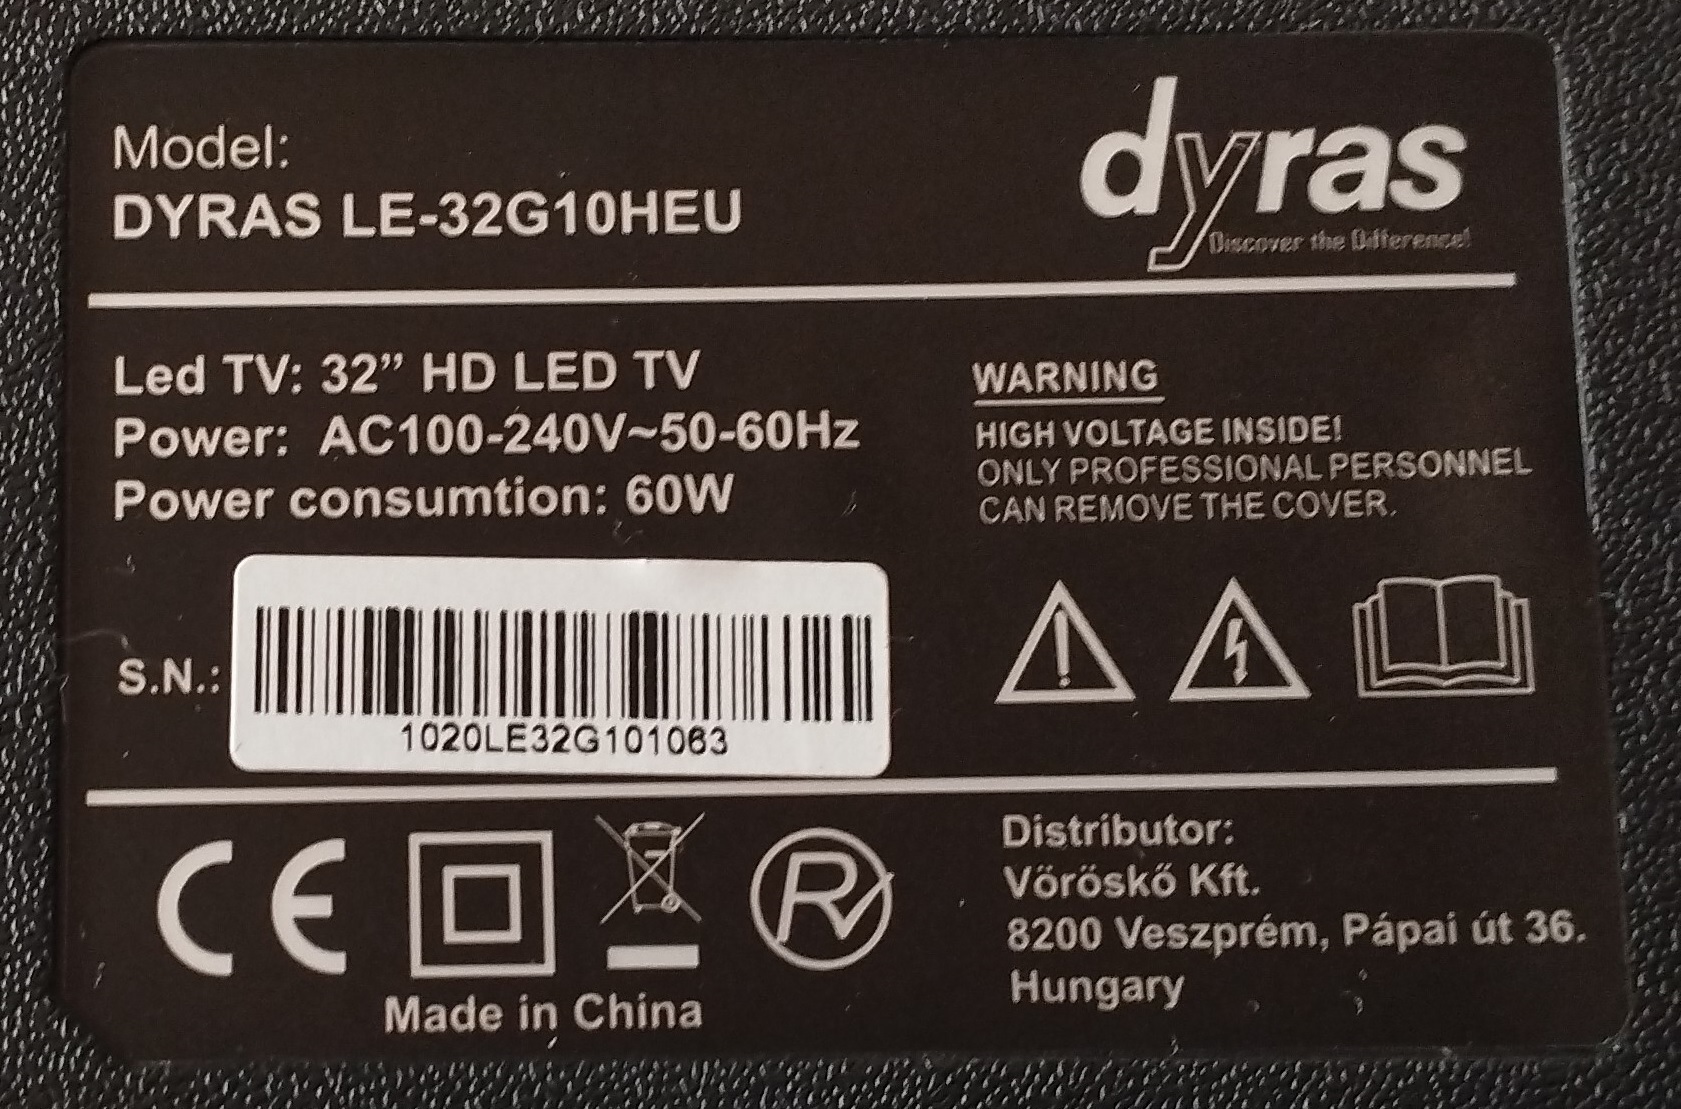 Model:
DYRAS LE-32G10HEU
dyras
Discover the Difference!
Led TV: 32” HD LED TV
Power: AC100-240V~50-60Hz
Power consumtion: 60W
WARNING
HIGH VOLTAGE INSIDE!
ONLY PROFESSIONAL PERSONNEL
CAN REMOVE THE COVER.
S.N.:
1020LE32G101063
CE
R
Made in China
Distributor:
Vöröskő Kft.
8200 Veszprém, Pápai út 36.
Hungary